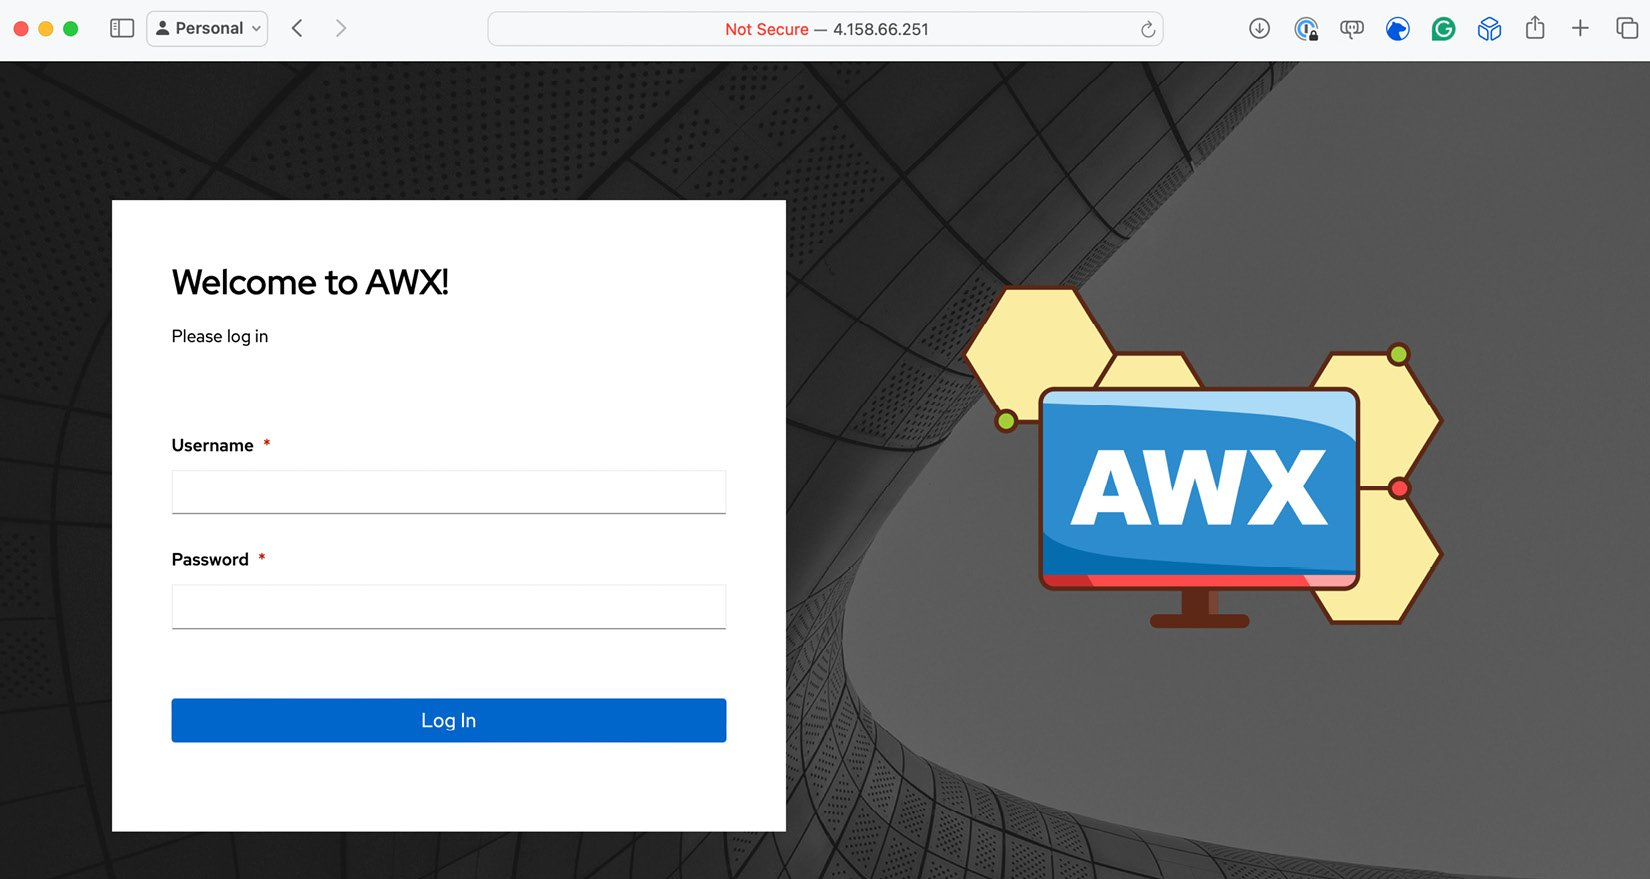 Personal
Not Secure — 4.158.66.251
Welcome to AWX!
Please log in
Username *
Password *
Log In
AWX